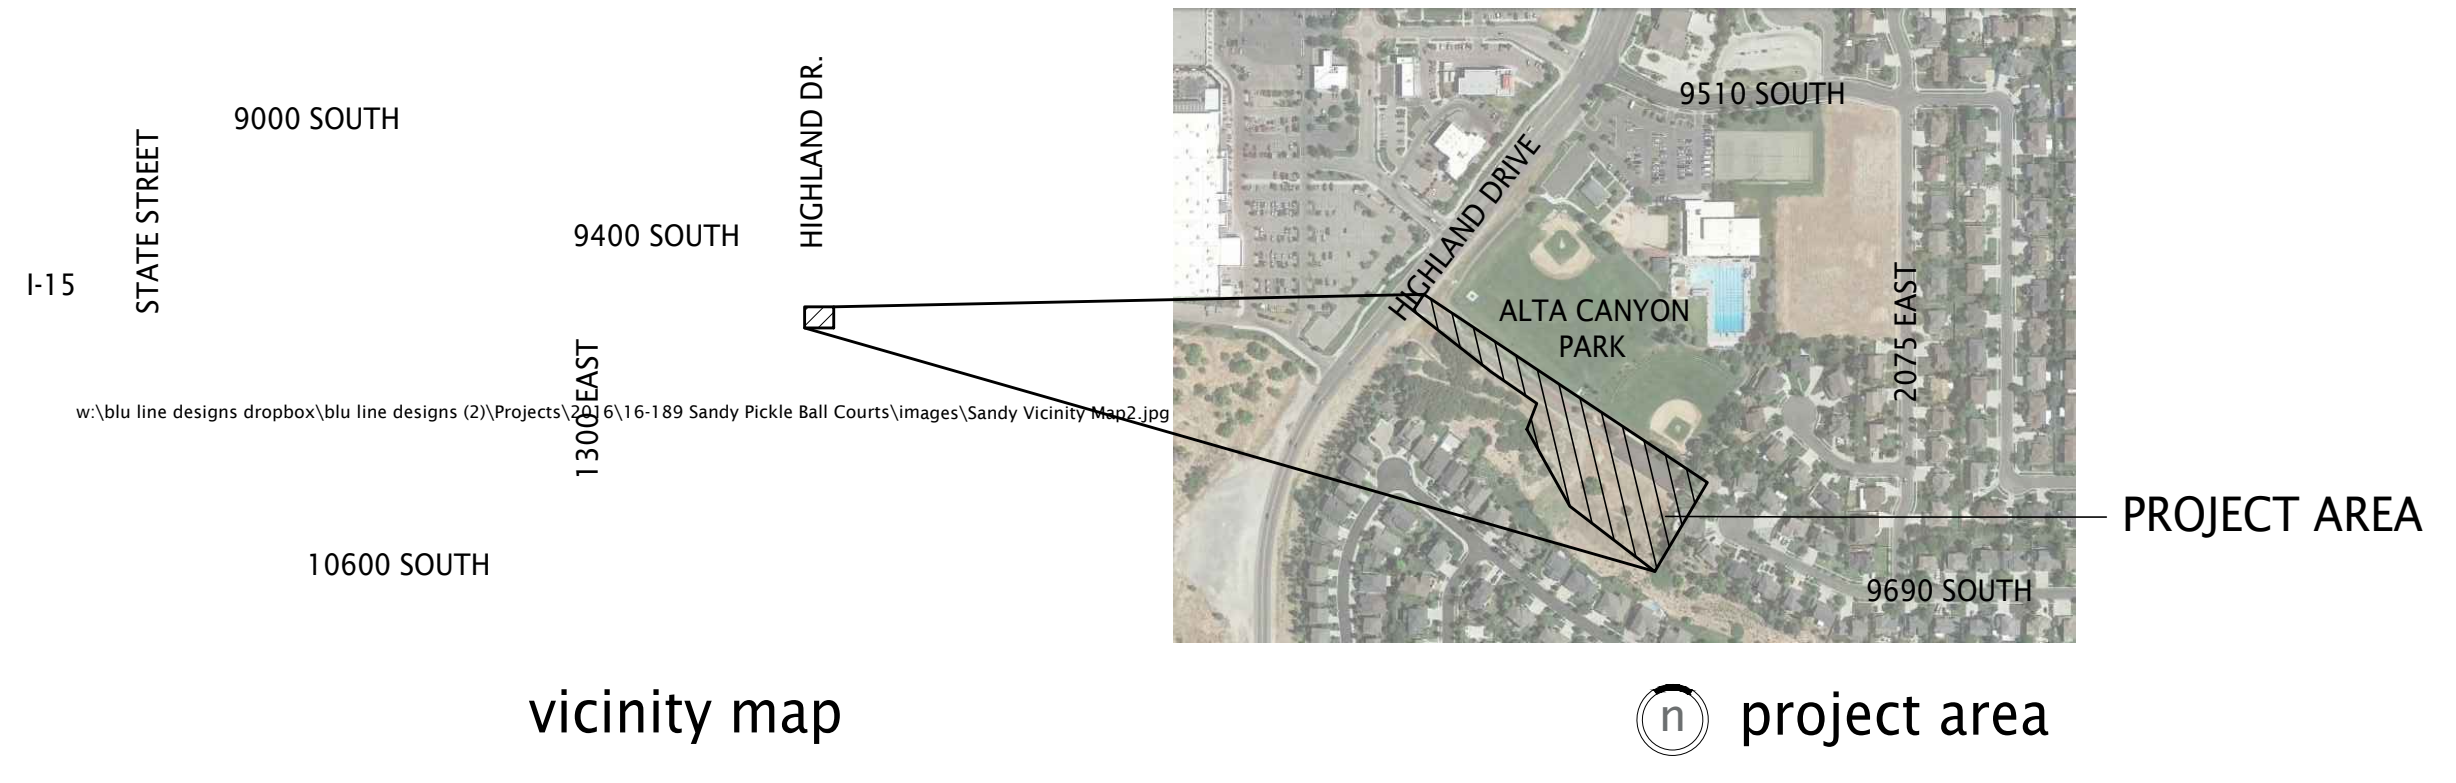 9000 SOUTH
STATE STREET
HIGHLAND DR.
9400 SOUTH
I-15
1300 EAST
w:\blu line designs dropbox\blu line designs (2)\Projects\2016\16-189 Sandy Pickle Ball Courts\images\Sandy Vicinity Map2.jpg
10600 SOUTH
vicinity map
9510 SOUTH
HIGHLAND DRIVE
ALTA CANYON
PARK
2075 EAST
PROJECT AREA
9690 SOUTH
n
project area